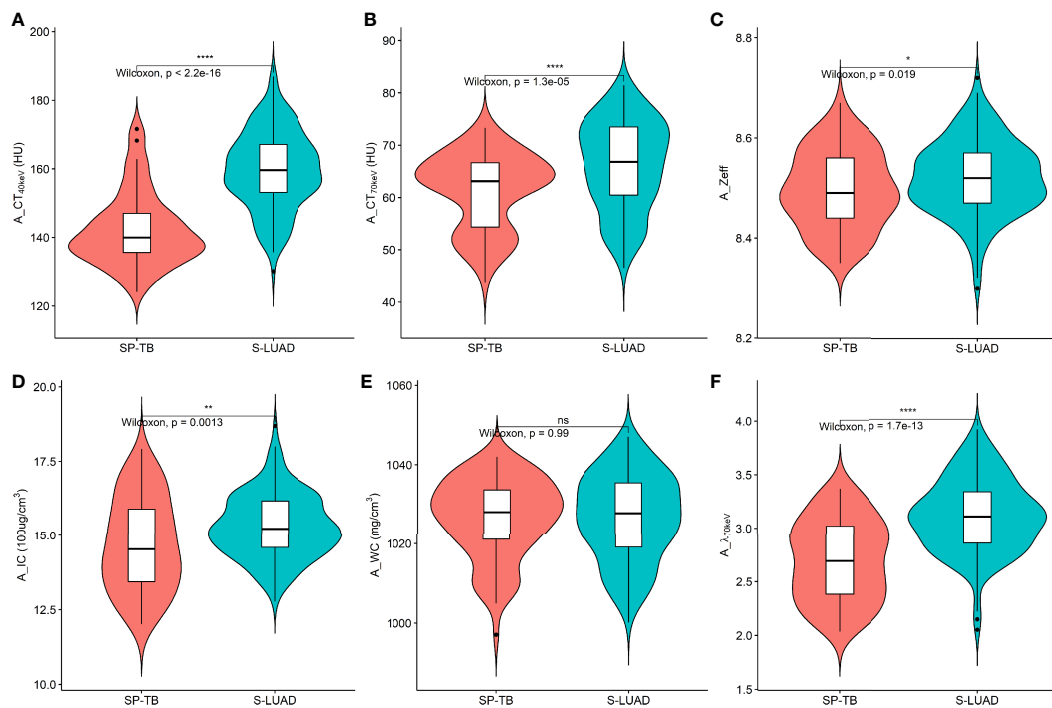 A
200
180
160
140
120
A_CT40keV (HU)
****
Wilcoxon, p < 2.2e-16
SP-TB
S-LUAD
B
90
80
70
60
50
40
A_CT70keV (HU)
****
Wilcoxon, p = 1.3e-05
SP-TB
S-LUAD
C
8.8
8.6
8.4
8.2
A_Zeff
*
Wilcoxon, p = 0.019
SP-TB
S-LUAD
D
20.0
17.5
15.0
12.5
10.0
A_IC (100ug/cm3)
**
Wilcoxon, p = 0.0013
SP-TB
S-LUAD
E
1060
1040
1020
1000
A_WC (mg/cm3)
ns
Wilcoxon, p = 0.99
SP-TB
S-LUAD
F
4.0
3.5
3.0
2.5
2.0
1.5
A_λ70keV
****
Wilcoxon, p = 1.7e-13
SP-TB
S-LUAD